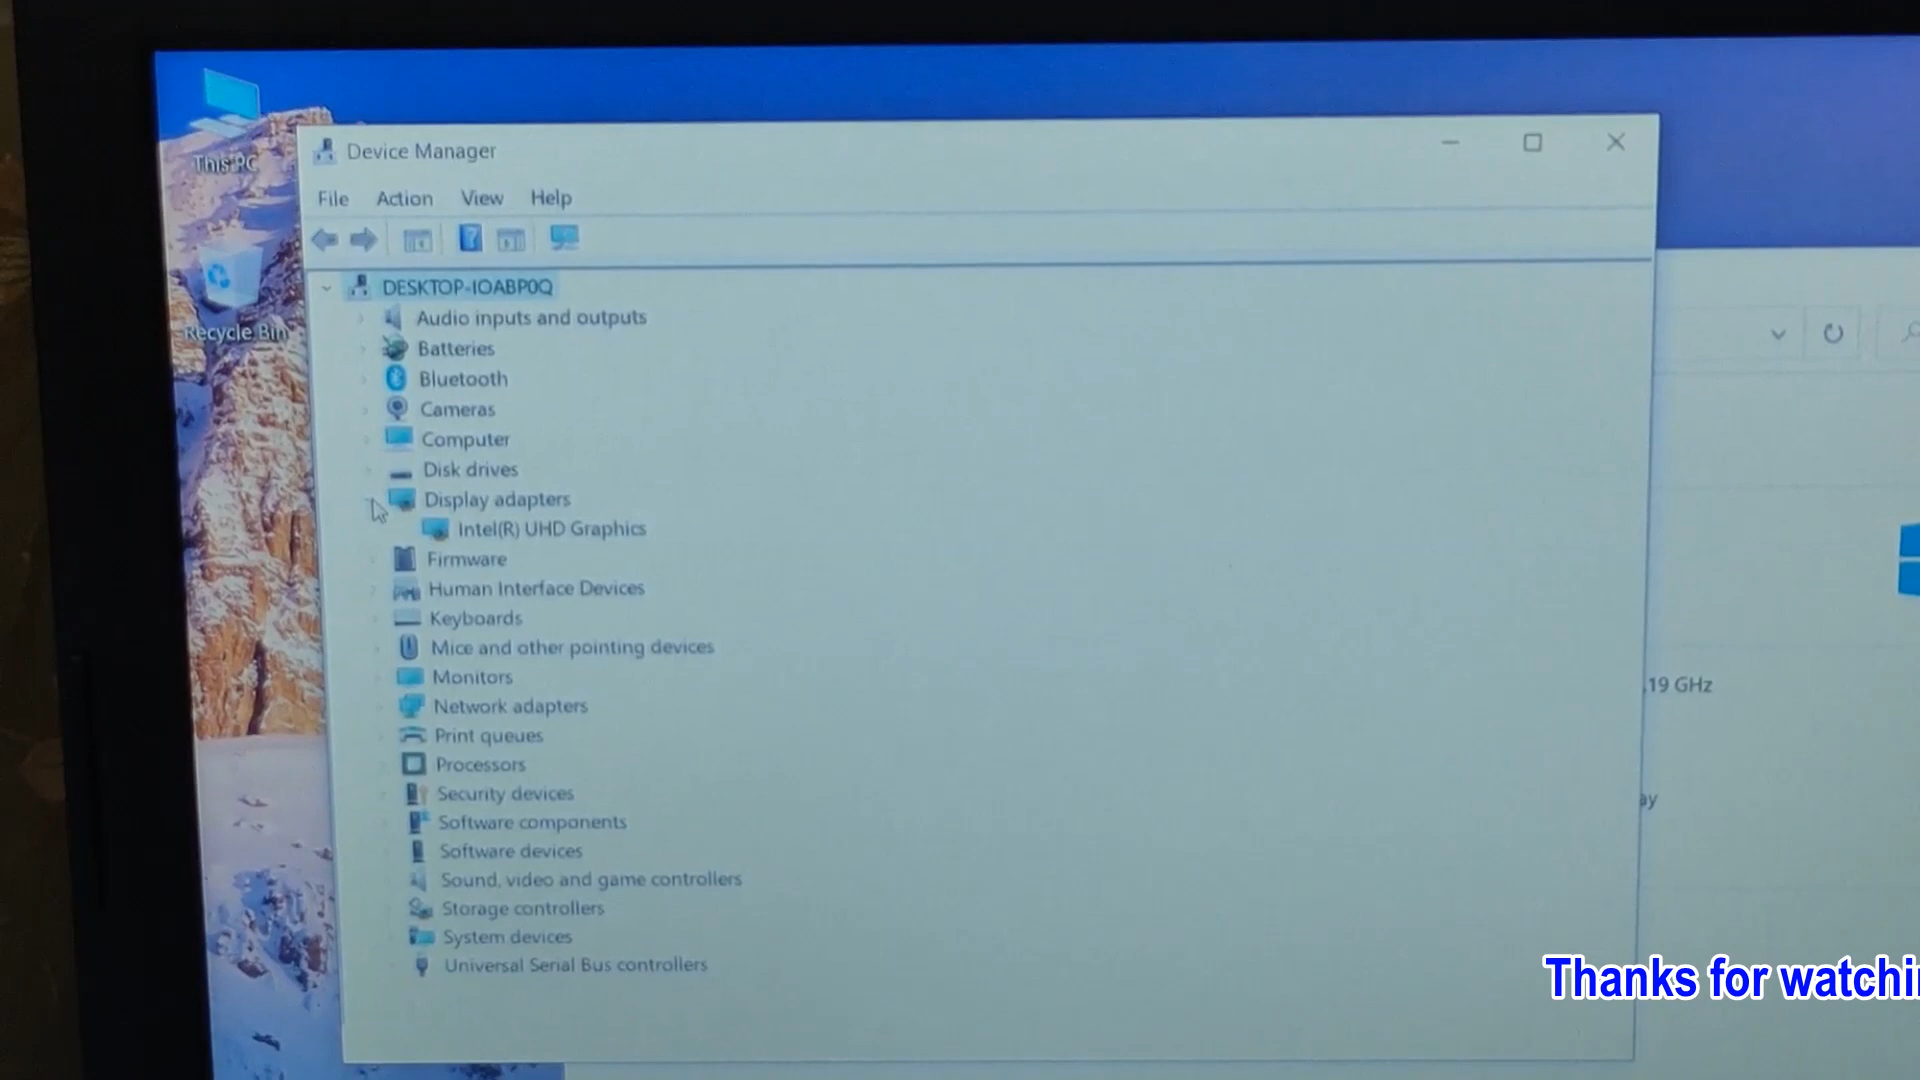 This PC
Recycle Bin
Device Manager
File Action View Help
DESKTOP-IOABP0Q
Audio inputs and outputs
Batteries
Bluetooth
Cameras
Computer
Disk drives
Display adapters
Intel(R) UHD Graphics
Firmware
Human Interface Devices
Keyboards
Mice and other pointing devices
Monitors
Network adapters
Print queues
Processors
Security devices
Software components
Software devices
Sound, video and game controllers
Storage controllers
System devices
Universal Serial Bus controllers
.19 GHz
ay
Thanks for watchin